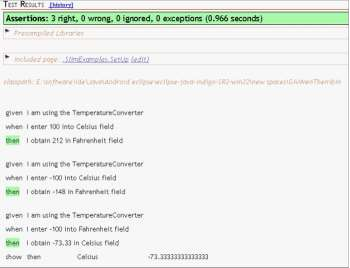 TEST RESULTS [history]
Assertions: 3 right, 0 wrong, 0 ignored, 0 exceptions (0.966 seconds)
Precompiled Libraries
Included page: .SlimExamples.SetUp (edit)
classpath:
given I am using the TemperatureConverter
when I enter 100 into Celsius field
then I obtain 212 in Fahrenheit field
given I am using the TemperatureConverter
when I enter -100 into Celsius field
then I obtain -148 in Fahrenheit field
given I am using the TemperatureConverter
when I enter -100 into Fahrenheit field
then I obtain -73.33 in Celsius field
show then Celsius -73.33333333333333